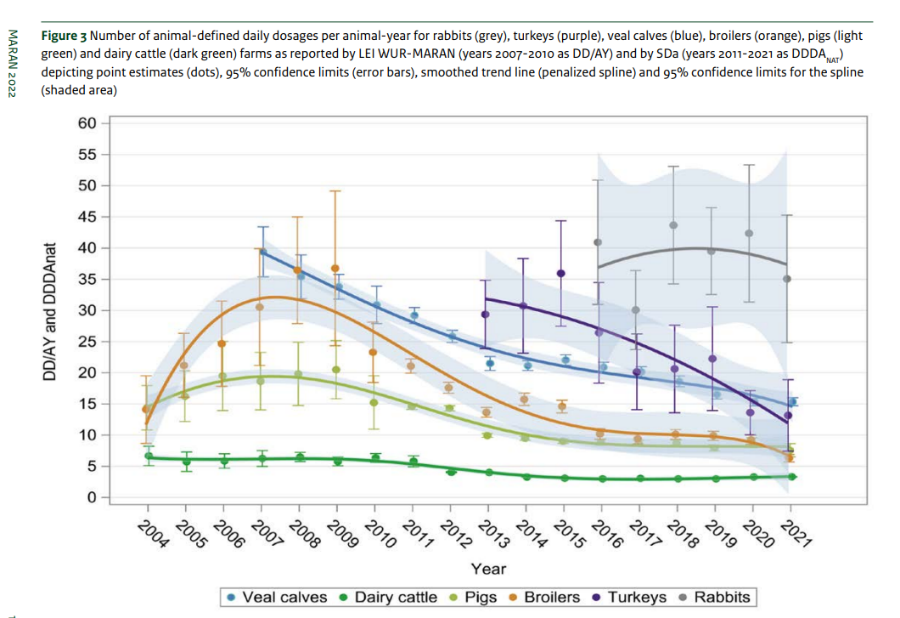 MARAN 2022
Figure 3 Number of animal-defined daily dosages per animal-year for rabbits (grey), turkeys (purple), veal calves (blue), broilers (orange), pigs (light
green) and dairy cattle (dark green) farms as reported by LEI WUR-MARAN (years 2007-2010 as DD/AY) and by SDa (years 2011-2021 as DDDA NAT)
depicting point estimates (dots), 95% confidence limits (error bars), smoothed trend line (penalized spline) and 95% confidence limits for the spline
(shaded area)
60
55
50
45
40
35
30
25
20
15
10
5
0
DD/AY and DDDAnat
2004 2005 2006 2007 2008 2009 2010 2011 2012 2013 2014 2015 2016 2017 2018 2019 2020 2021
Year
Veal calves Dairy cattle Pigs Broilers Turkeys Rabbits